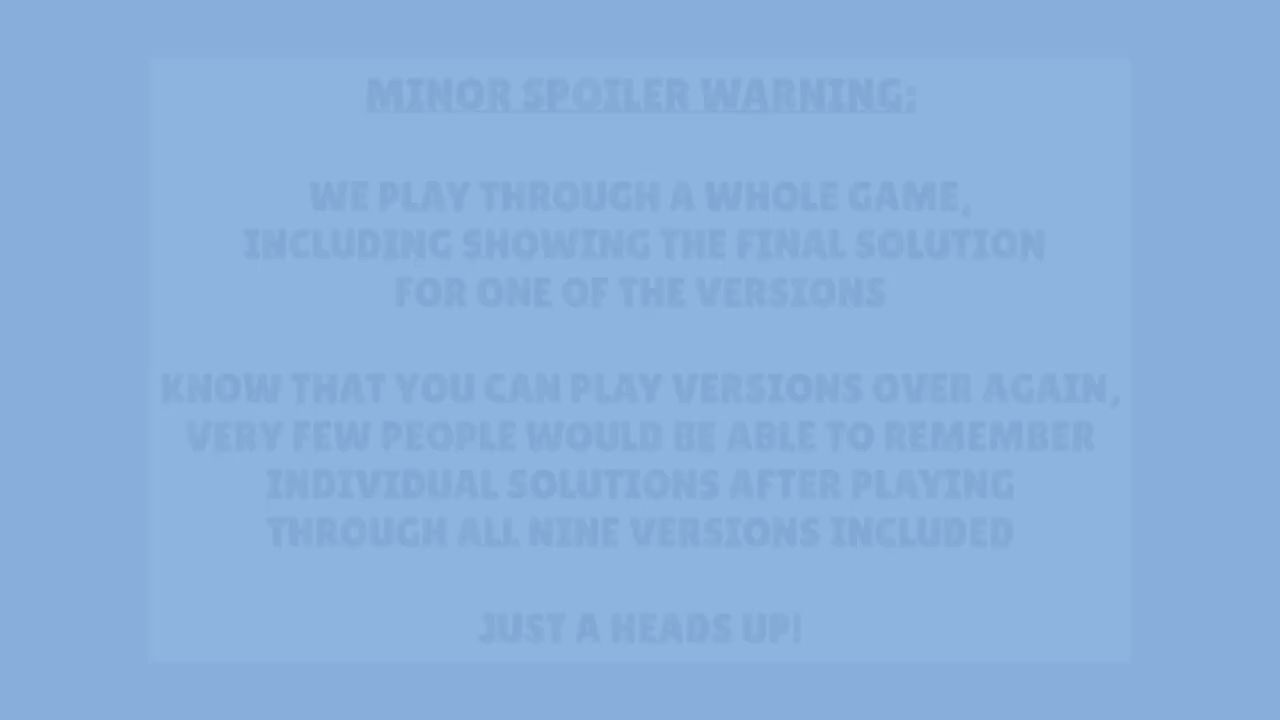 MINOR SPOILER WARNING:
WE PLAY THROUGH A WHOLE GAME,
INCLUDING SHOWING THE FINAL SOLUTION
FOR ONE OF THE VERSIONS
KNOW THAT YOU CAN PLAY VERSIONS OVER AGAIN,
VERY FEW PEOPLE WOULD BE ABLE TO REMEMBER
INDIVIDUAL SOLUTIONS AFTER PLAYING
THROUGH ALL NINE VERSIONS INCLUDED
JUST A HEADS UP!